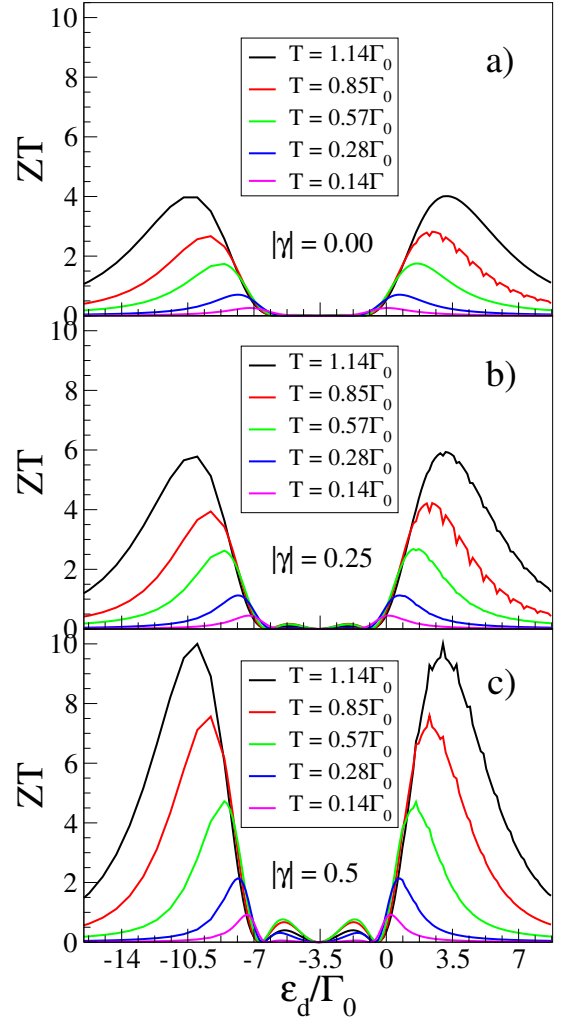 10
8
6
4
2
0
ZT
a)
T = 1.14Γ₀
T = 0.85Γ₀
T = 0.57Γ₀
T = 0.28Γ₀
T = 0.14Γ
|γ| = 0.00
10
8
6
4
2
0
ZT
b)
T = 1.14Γ₀
T = 0.85Γ₀
T = 0.57Γ₀
T = 0.28Γ₀
T = 0.14Γ₀
|γ| = 0.25
10
8
6
4
2
0
ZT
c)
T = 1.14Γ₀
T = 0.85Γ₀
T = 0.57Γ₀
T = 0.28Γ₀
T = 0.14Γ₀
|γ| = 0.5
-14 -10.5 -7 -3.5 0 3.5 7
ε_d/Γ₀